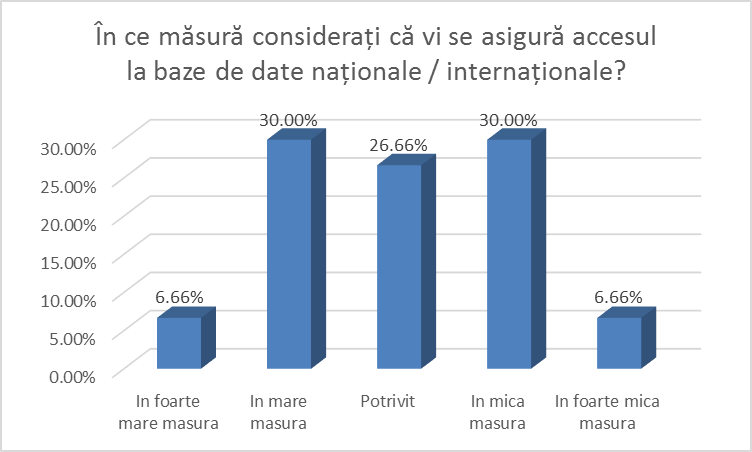 În ce măsură considerați că vi se asigură accesul
la baze de date naționale / internaționale?
30.00%
25.00%
20.00%
15.00%
10.00%
5.00%
0.00%
6.66%
30.00%
26.66%
30.00%
6.66%
In foarte
mare masura
In mare
masura
Potrivit
In mica
masura
In foarte mica
masura